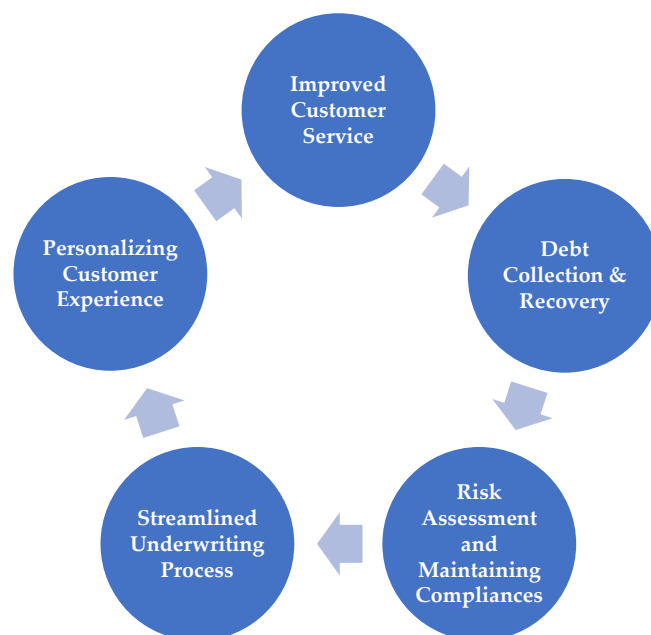 Improved
Customer
Service
Debt
Collection &
Recovery
Risk
Assessment
and
Maintaining
Compliances
Streamlined
Underwriting
Process
Personalizing
Customer
Experience